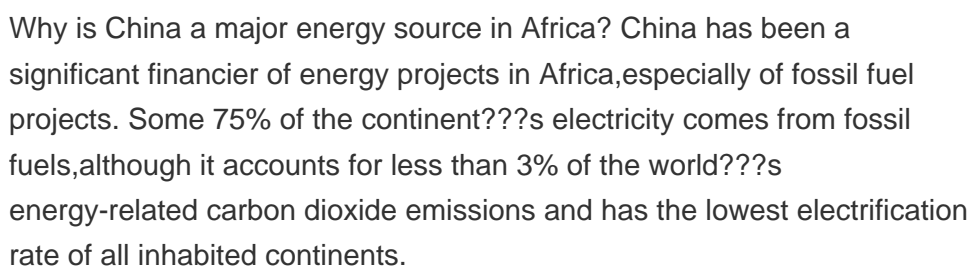 Why is China a major energy source in Africa? China has been a
significant financier of energy projects in Africa,especially of fossil fuel
projects. Some 75% of the continent???s electricity comes from fossil
fuels,although it accounts for less than 3% of the world???s
energy-related carbon dioxide emissions and has the lowest electrification
rate of all inhabited continents.